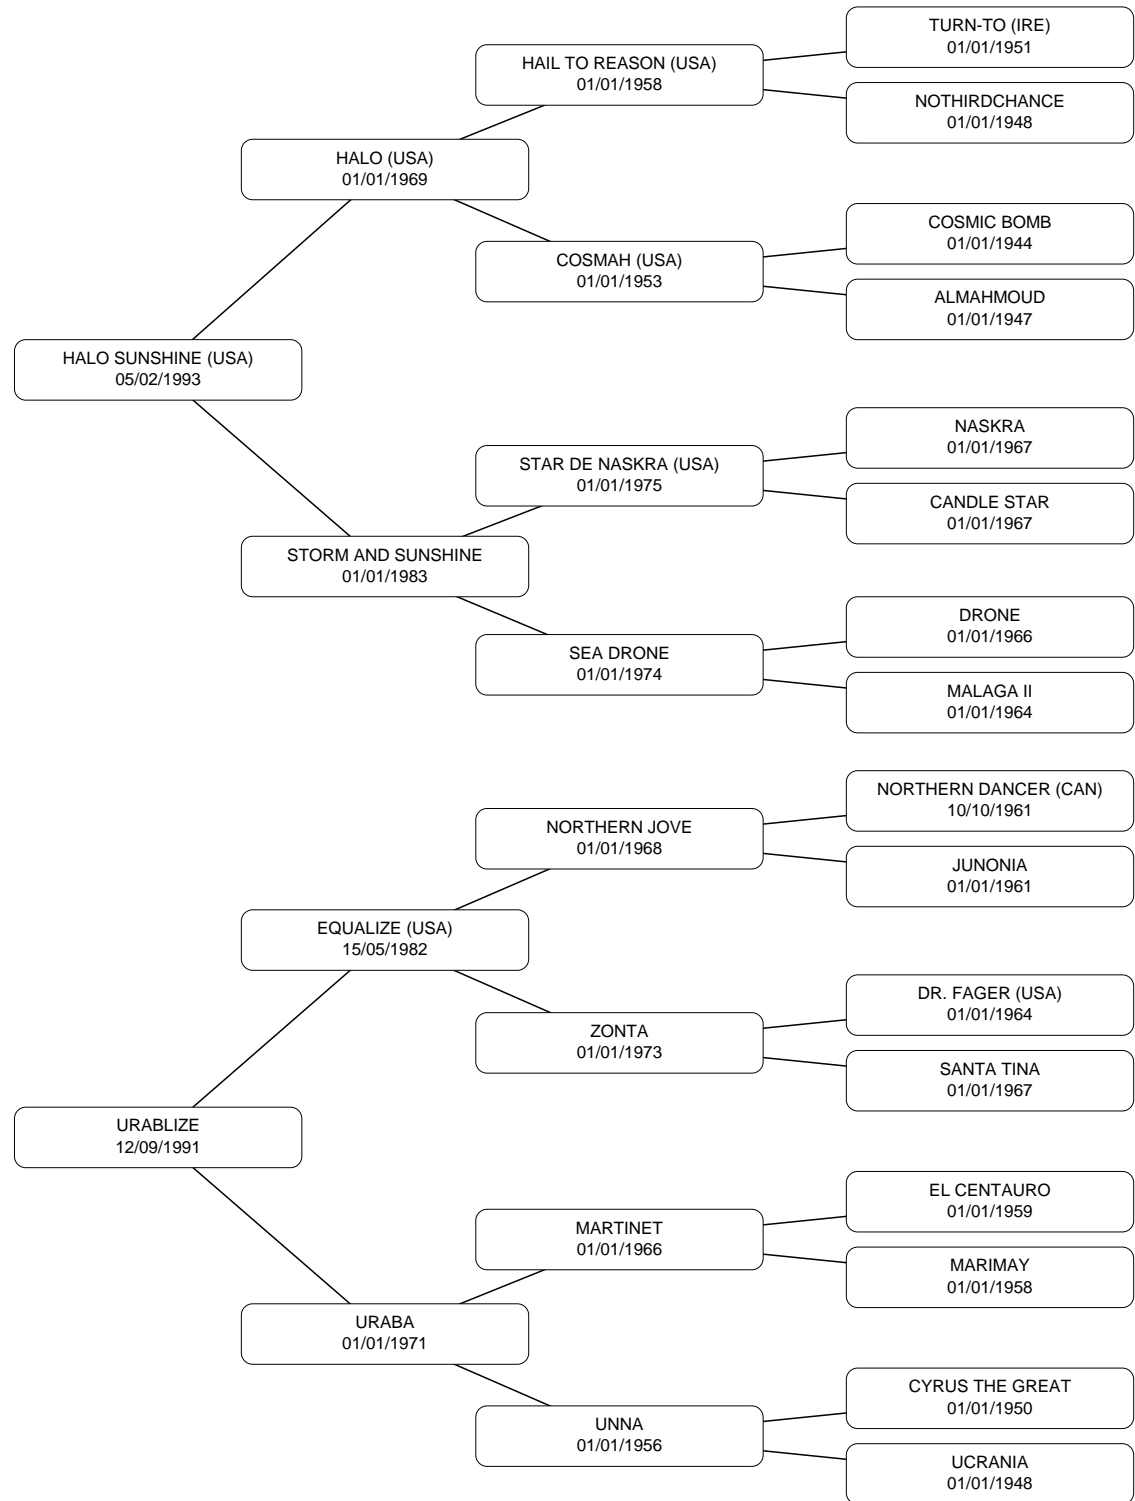 TURN-TO (IRE)
01/01/1951
HAIL TO REASON (USA)
01/01/1958
NOTHIRDCHANCE
01/01/1948
HALO (USA)
01/01/1969
COSMIC BOMB
01/01/1944
COSMAH (USA)
01/01/1953
ALMAHMOUD
01/01/1947
HALO SUNSHINE (USA)
05/02/1993
NASKRA
01/01/1967
STAR DE NASKRA (USA)
01/01/1975
CANDLE STAR
01/01/1967
STORM AND SUNSHINE
01/01/1983
DRONE
01/01/1966
SEA DRONE
01/01/1974
MALAGA II
01/01/1964
NORTHERN DANCER (CAN)
10/10/1961
NORTHERN JOVE
01/01/1968
JUNONIA
01/01/1961
EQUALIZE (USA)
15/05/1982
DR. FAGER (USA)
01/01/1964
ZONTA
01/01/1973
SANTA TINA
01/01/1967
URABLIZE
12/09/1991
EL CENTAURO
01/01/1959
MARTINET
01/01/1966
MARIMAY
01/01/1958
URABA
01/01/1971
CYRUS THE GREAT
01/01/1950
UNNA
01/01/1956
UCRANIA
01/01/1948